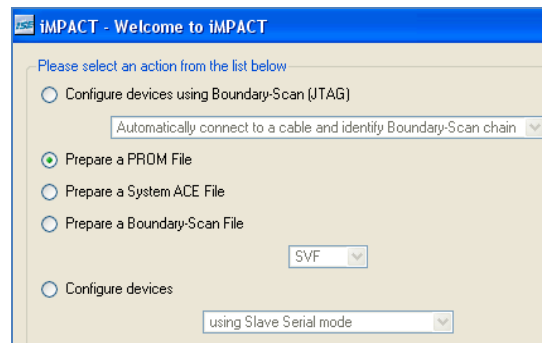 ISE iMPACT - Welcome to iMPACT
Please select an action from the list below
Configure devices using Boundary-Scan (JTAG)
Automatically connect to a cable and identify Boundary-Scan chain
Prepare a PROM File
Prepare a System ACE File
Prepare a Boundary-Scan File
SVF
Configure devices
using Slave Serial mode